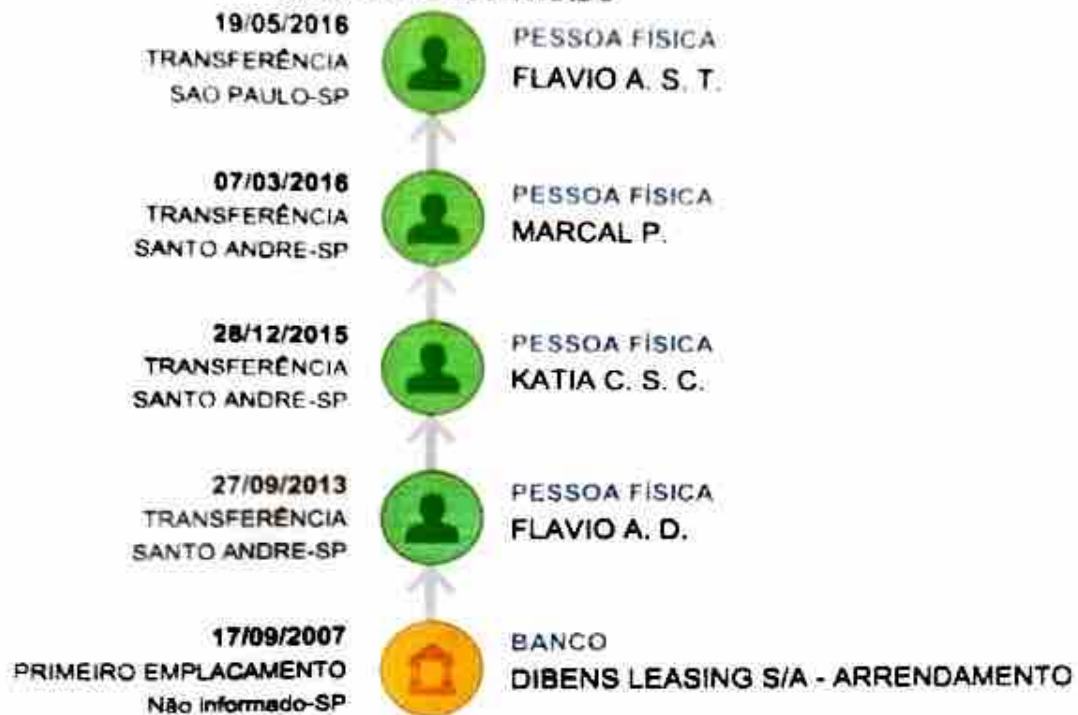 19/05/2016
TRANSFERÊNCIA
SAO PAULO-SP
PESSOA FÍSICA
FLAVIO A. S. T.
07/03/2016
TRANSFERÊNCIA
SANTO ANDRE-SP
PESSOA FÍSICA
MARCAL P.
28/12/2015
TRANSFERÊNCIA
SANTO ANDRE-SP
PESSOA FÍSICA
KATIA C. S. C.
27/09/2013
TRANSFERÊNCIA
SANTO ANDRE-SP
PESSOA FÍSICA
FLAVIO A. D.
17/09/2007
PRIMEIRO EMPLACAMENTO
Não informado-SP
BANCO
DIBENS LEASING S/A - ARRENDAMENTO